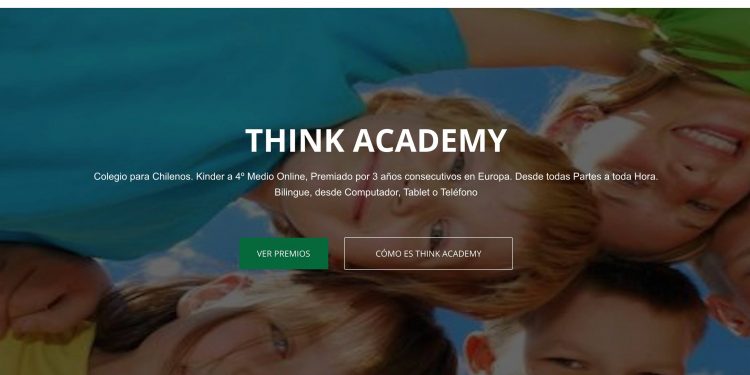 THINK ACADEMY
Colegio para Chilenos. Kinder a 4º Medio Online, Premiado por 3 años consecutivos en Europa. Desde todas Partes a toda Hora.
Bilingue, desde Computador, Tablet o Teléfono
VER PREMIOS
CÓMO ES THINK ACADEMY